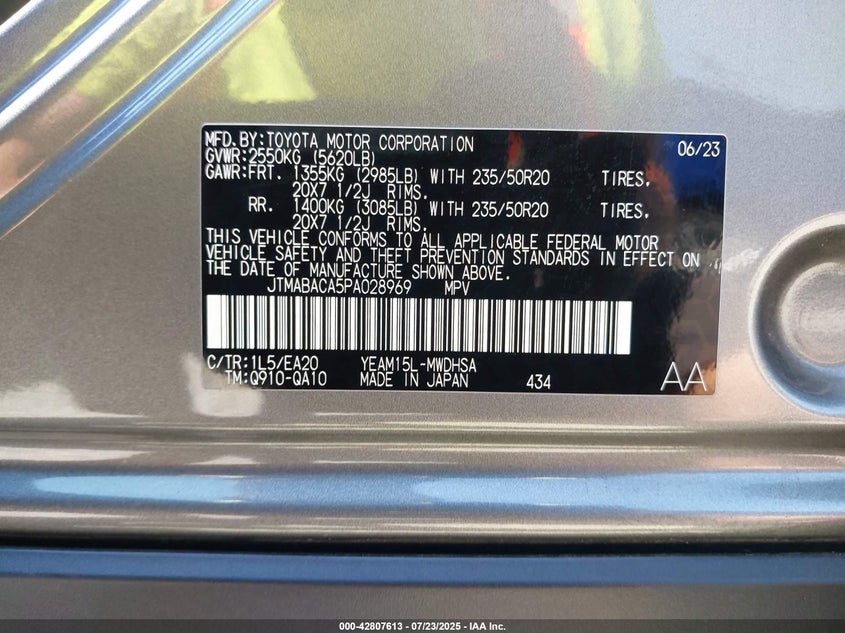 MFD.BY:TOYOTA MOTOR CORPORATION 06/23
GVWR:2550KG (5620LB)
GAWR:FRT. 1355KG (2985LB) WITH 235/50R20 TIRES,
20X7 1/2J RIMS.
RR. 1400KG (3085LB) WITH 235/50R20 TIRES,
20X7 1/2J RIMS.
THIS VEHICLE CONFORMS TO ALL APPLICABLE FEDERAL MOTOR
VEHICLE SAFETY AND THEFT PREVENTION STANDARDS IN EFFECT ON
THE DATE OF MANUFACTURE SHOWN ABOVE.
JTMABACA5PA028969 MPV
C/TR:1L5/EA20 YEAM15L-MWDHSA
TM:Q910-QA10 MADE IN JAPAN 434 AA
000-42807613 - 07/23/2025 - IAA Inc.